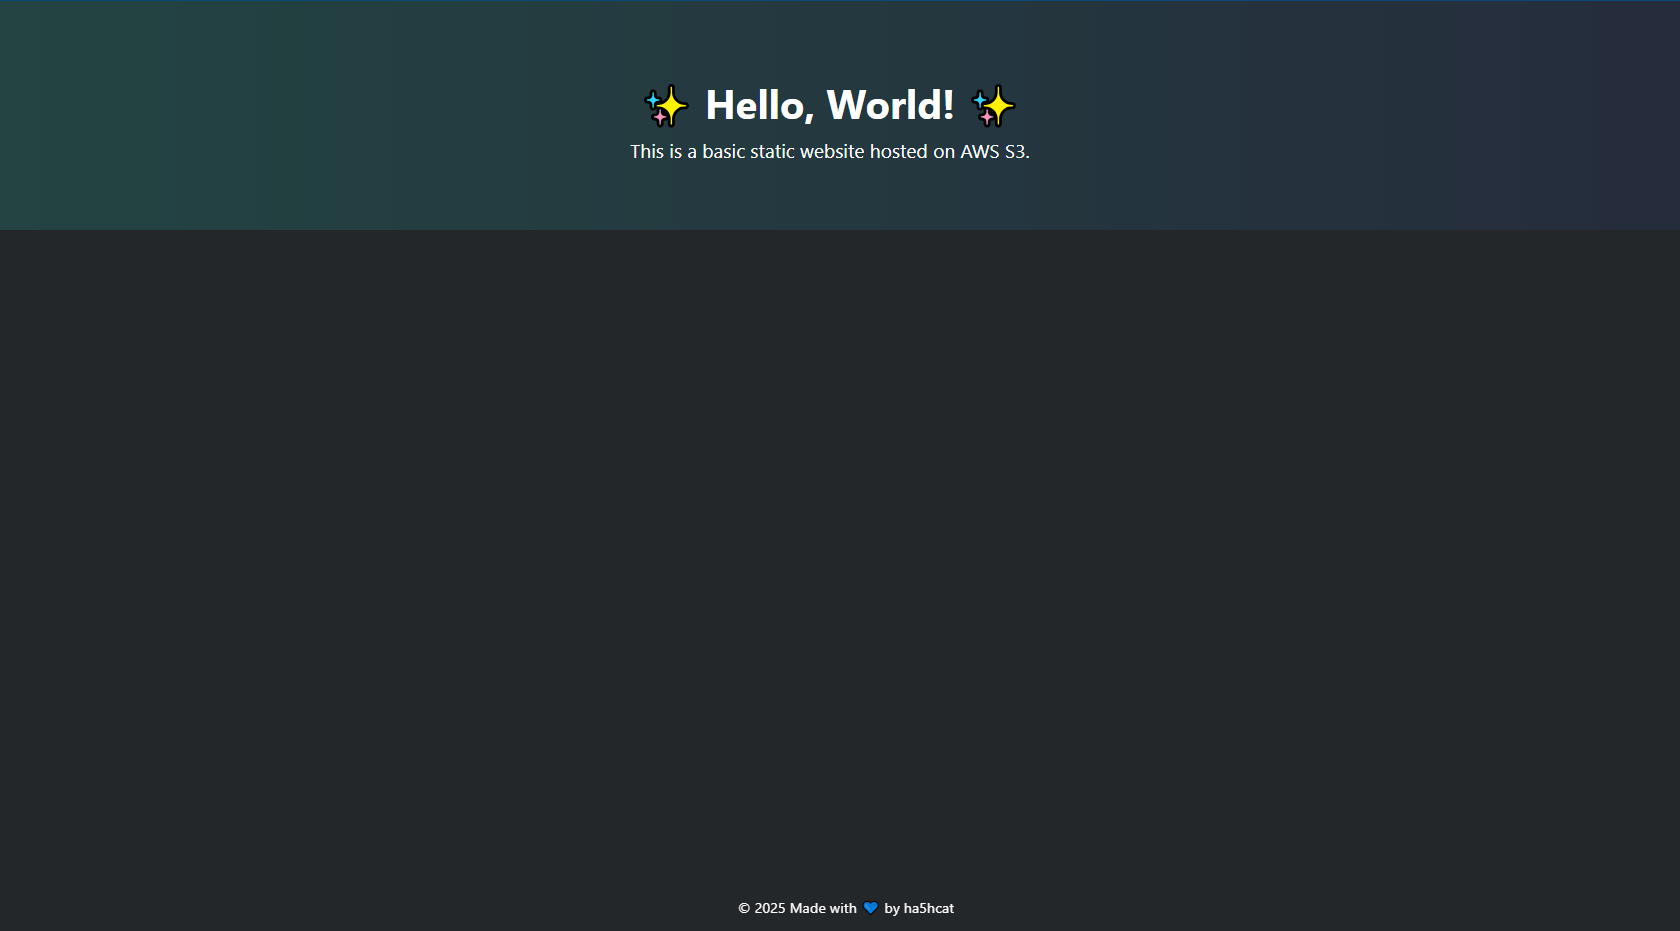 ✨ Hello, World! ✨
This is a basic static website hosted on AWS S3.
© 2025 Made with 💙 by ha5hcat